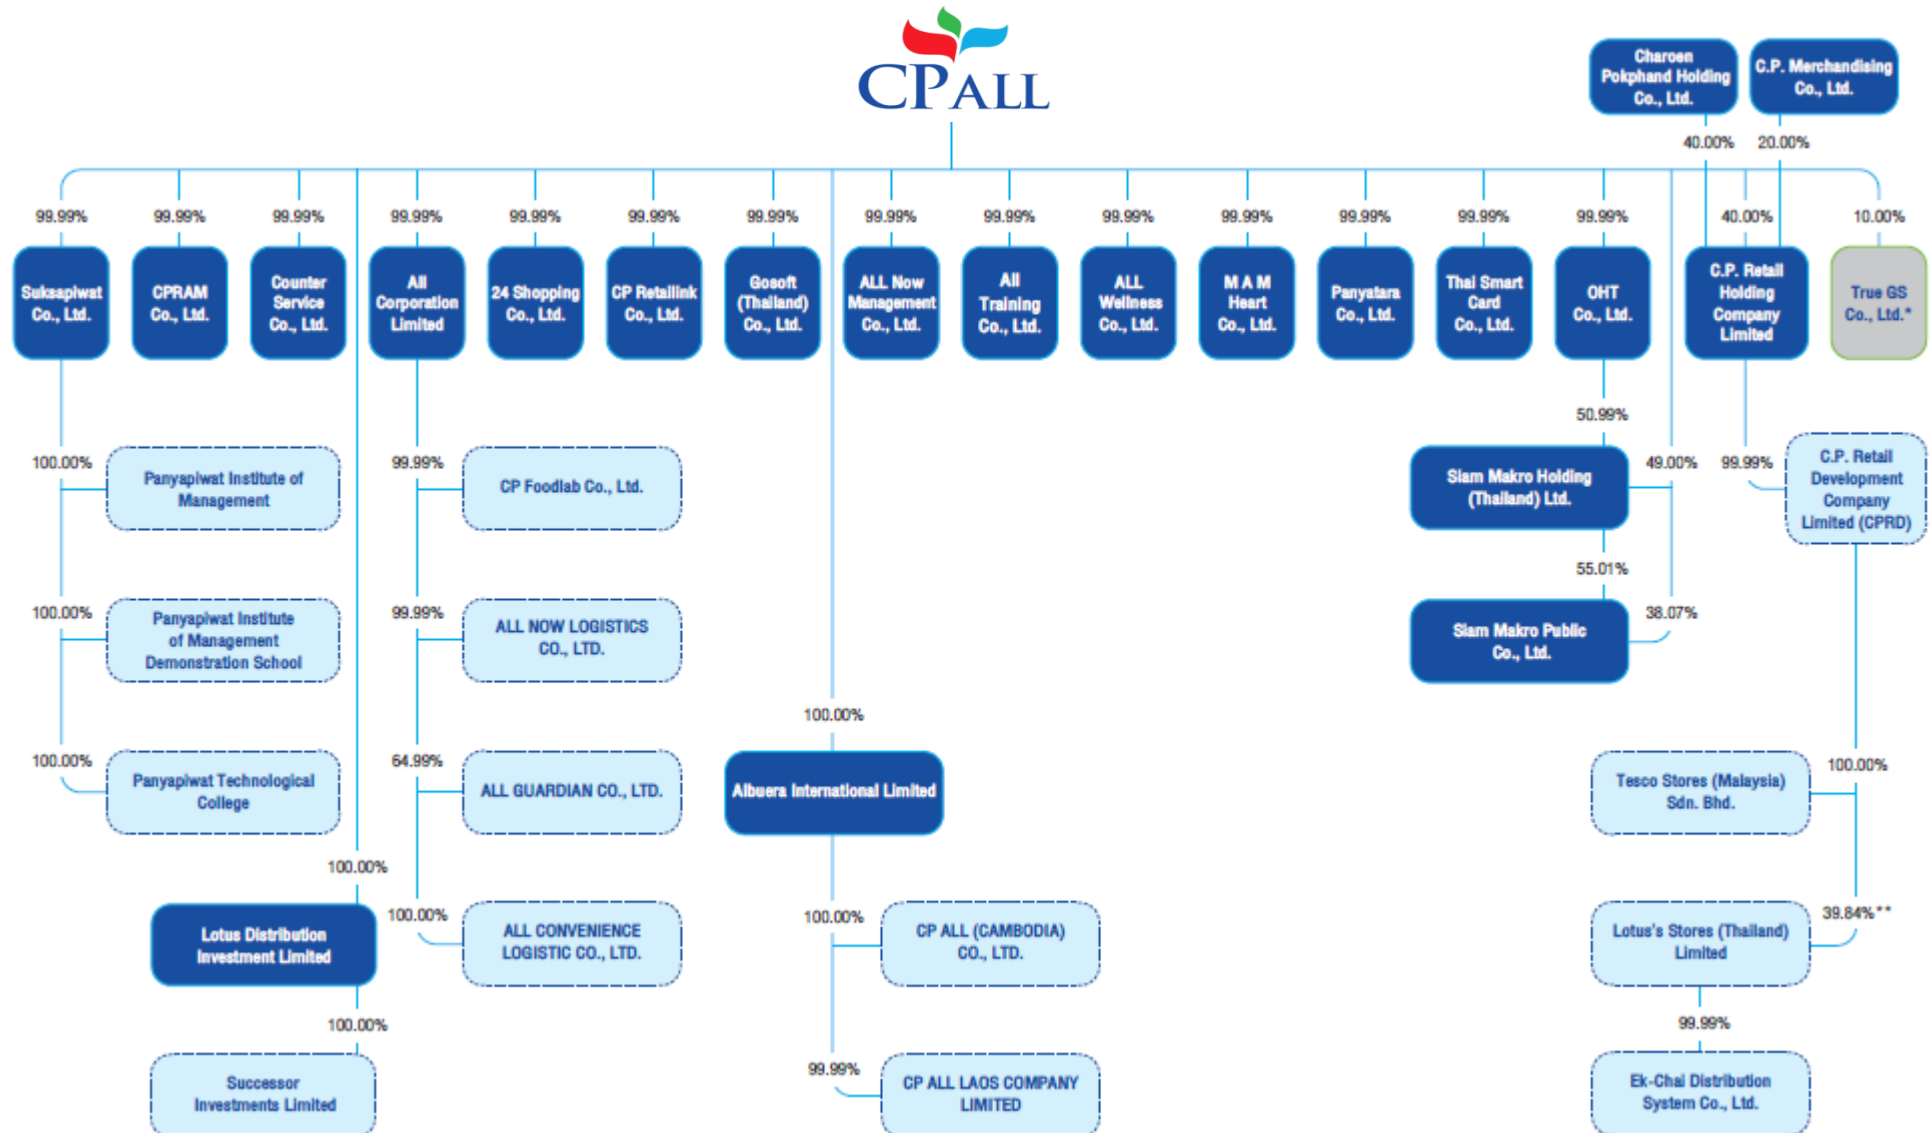 CPALL
Charoen
Pokphand Holding
Co., Ltd.
C.P. Merchandising
Co., Ltd.
40.00%
20.00%
99.99%
99.99%
99.99%
99.99%
99.99%
99.99%
99.99%
99.99%
99.99%
99.99%
99.99%
99.99%
99.99%
99.99%
40.00%
10.00%
Suksapiwat
Co., Ltd.
CPRAM
Co., Ltd.
Counter
Service
Co., Ltd.
All
Corporation
Limited
24 Shopping
Co., Ltd.
CP Retailink
Co., Ltd.
Gosoft
(Thailand)
Co., Ltd.
ALL Now
Management
Co., Ltd.
All
Training
Co., Ltd.
ALL
Wellness
Co., Ltd.
M A M
Heart
Co., Ltd.
Panyatara
Co., Ltd.
Thai Smart
Card
Co., Ltd.
OHT
Co., Ltd.
C.P. Retail
Holding
Company
Limited
True GS
Co., Ltd.*
50.99%
100.00%
Panyapiwat Institute of
Management
99.99%
CP Foodlab Co., Ltd.
Siam Makro Holding
(Thailand) Ltd.
49.00%
99.99%
C.P. Retail
Development
Company
Limited (CPRD)
55.01%
100.00%
Panyapiwat Institute
of Management
Demonstration School
99.99%
ALL NOW LOGISTICS
CO., LTD.
Siam Makro Public
Co., Ltd.
38.07%
100.00%
100.00%
Panyapiwat Technological
College
64.99%
ALL GUARDIAN CO., LTD.
Albuera International Limited
Tesco Stores (Malaysia)
Sdn. Bhd.
100.00%
100.00%
Lotus Distribution
Investment Limited
100.00%
ALL CONVENIENCE
LOGISTIC CO., LTD.
100.00%
CP ALL (CAMBODIA)
CO., LTD.
Lotus's Stores (Thailand)
Limited
39.84%**
100.00%
99.99%
Successor
Investments Limited
99.99%
CP ALL LAOS COMPANY
LIMITED
Ek-Chai Distribution
System Co., Ltd.